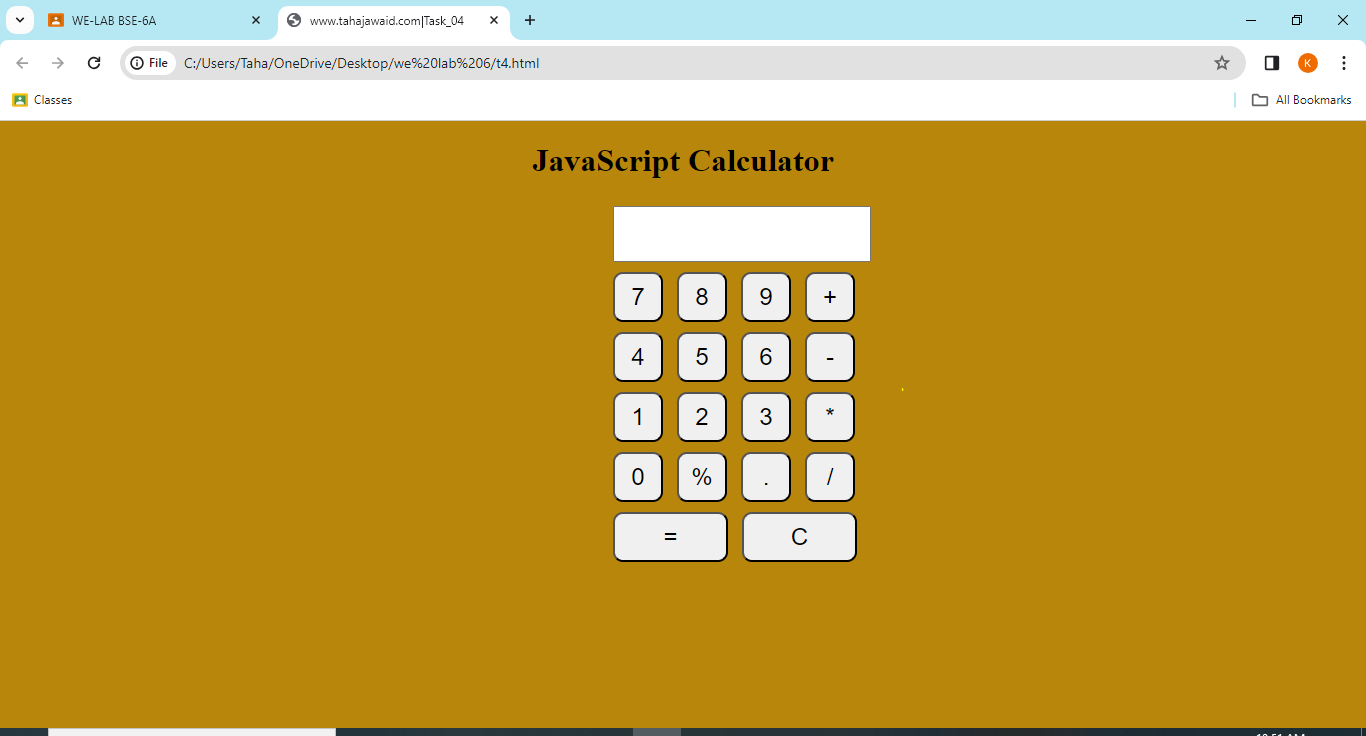 WE-LAB BSE-6A
www.tahajawaid.com|Task_04
File
C:/Users/Taha/OneDrive/Desktop/we%20lab%206/t4.html
K
Classes
All Bookmarks
JavaScript Calculator
7 8 9 +
4 5 6 -
1 2 3 *
0 % . /
= C